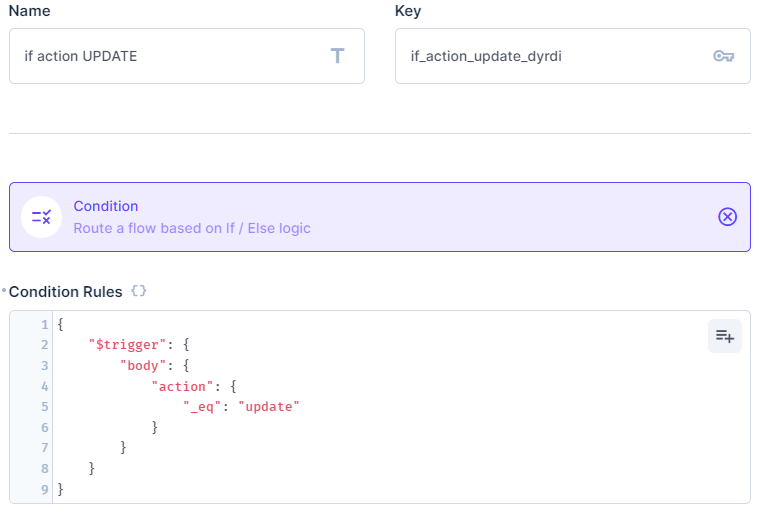 Name
Key
if action UPDATE
if_action_update_dyrdi
Condition
Route a flow based on If / Else logic
Condition Rules {}
1 {
2     "$trigger": {
3         "body": {
4             "action": {
5                 "_eq": "update"
6             }
7         }
8     }
9 }